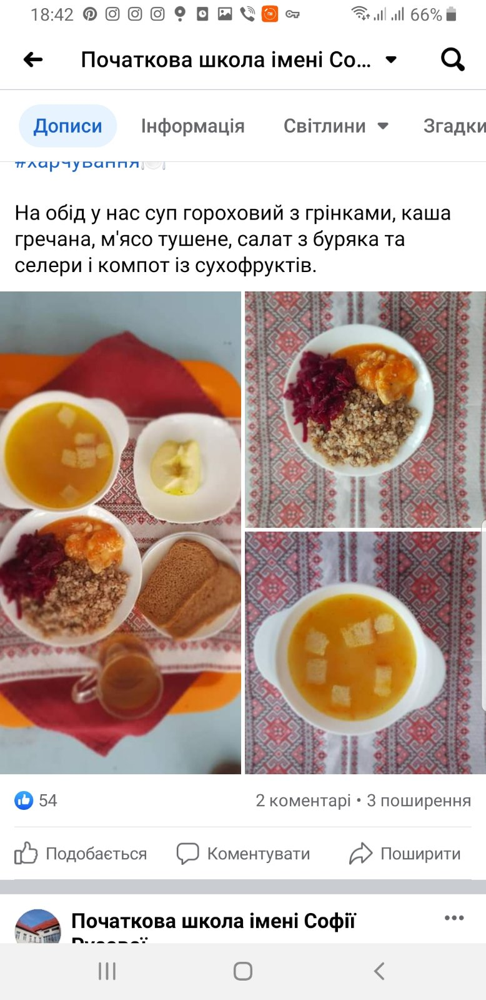 18:42
66%
Початкова школа імені Со...
Дописи
Інформація
Світлини
Згадки
#харчування
На обід у нас суп гороховий з грінками, каша
гречана, м'ясо тушене, салат з буряка та
селери і компот із сухофруктів.
54
2 коментарі • 3 поширення
Подобається
Коментувати
Поширити
Початкова школа імені Софії
Русової